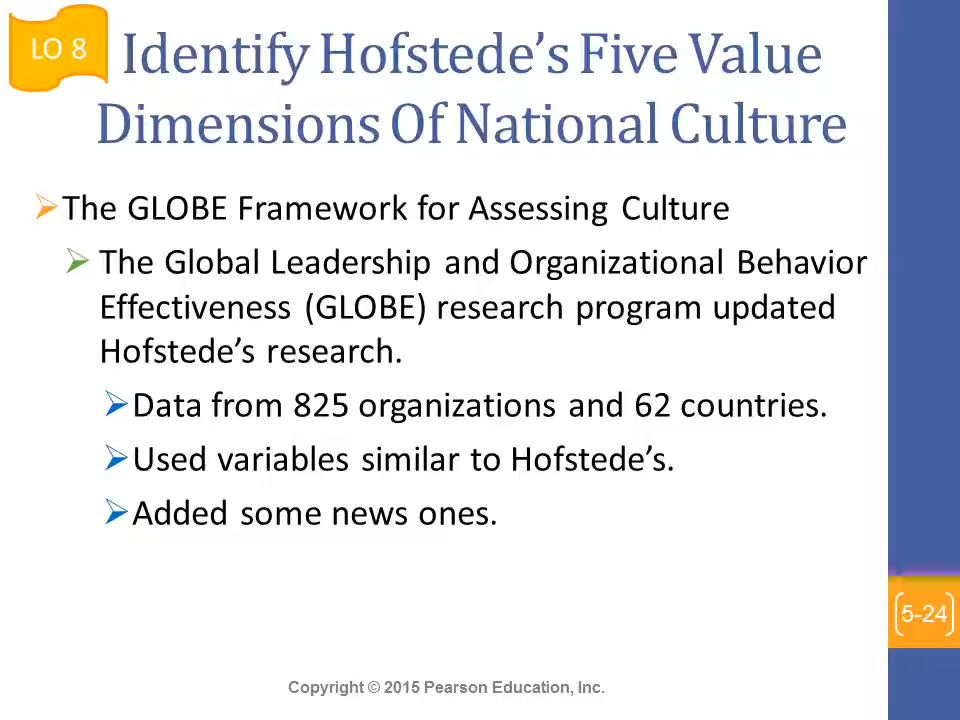 LO 8
Identify Hofstede’s Five Value
Dimensions Of National Culture
The GLOBE Framework for Assessing Culture
The Global Leadership and Organizational Behavior
Effectiveness (GLOBE) research program updated
Hofstede’s research.
Data from 825 organizations and 62 countries.
Used variables similar to Hofstede’s.
Added some news ones.
5-24
Copyright © 2015 Pearson Education, Inc.